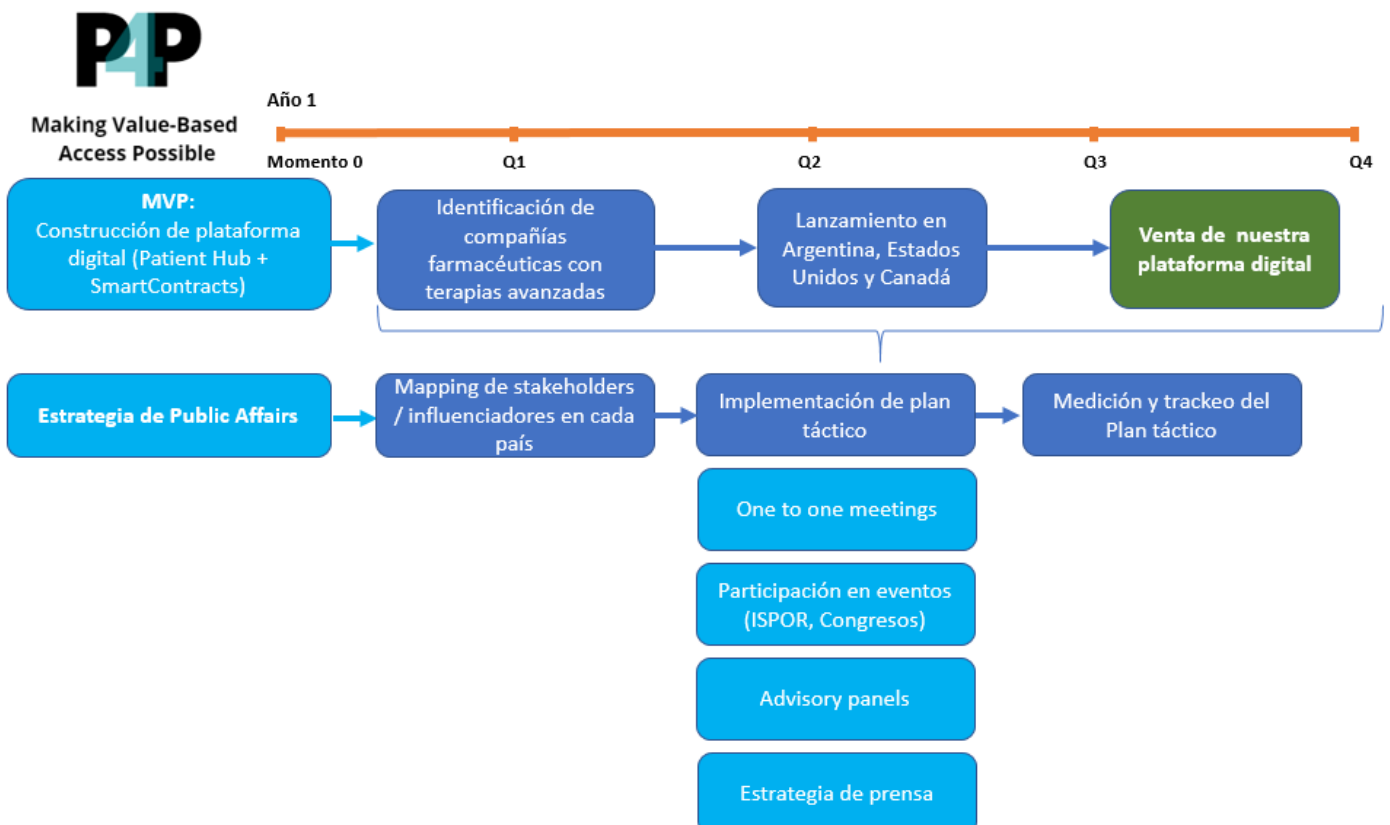 P4P
Making Value-Based
Access Possible
Año 1
Momento 0
Q1
Q2
Q3
Q4
MVP:
Construcción de plataforma
digital (Patient Hub +
SmartContracts)
Identificación de
compañías
farmacéuticas con
terapias avanzadas
Lanzamiento en
Argentina, Estados
Unidos y Canadá
Venta de nuestra
plataforma digital
Estrategia de Public Affairs
Mapping de stakeholders
/ influenciadores en cada
país
Implementación de plan
táctico
Medición y trackeo del
Plan táctico
One to one meetings
Participación en eventos
(ISPOR, Congresos)
Advisory panels
Estrategia de prensa